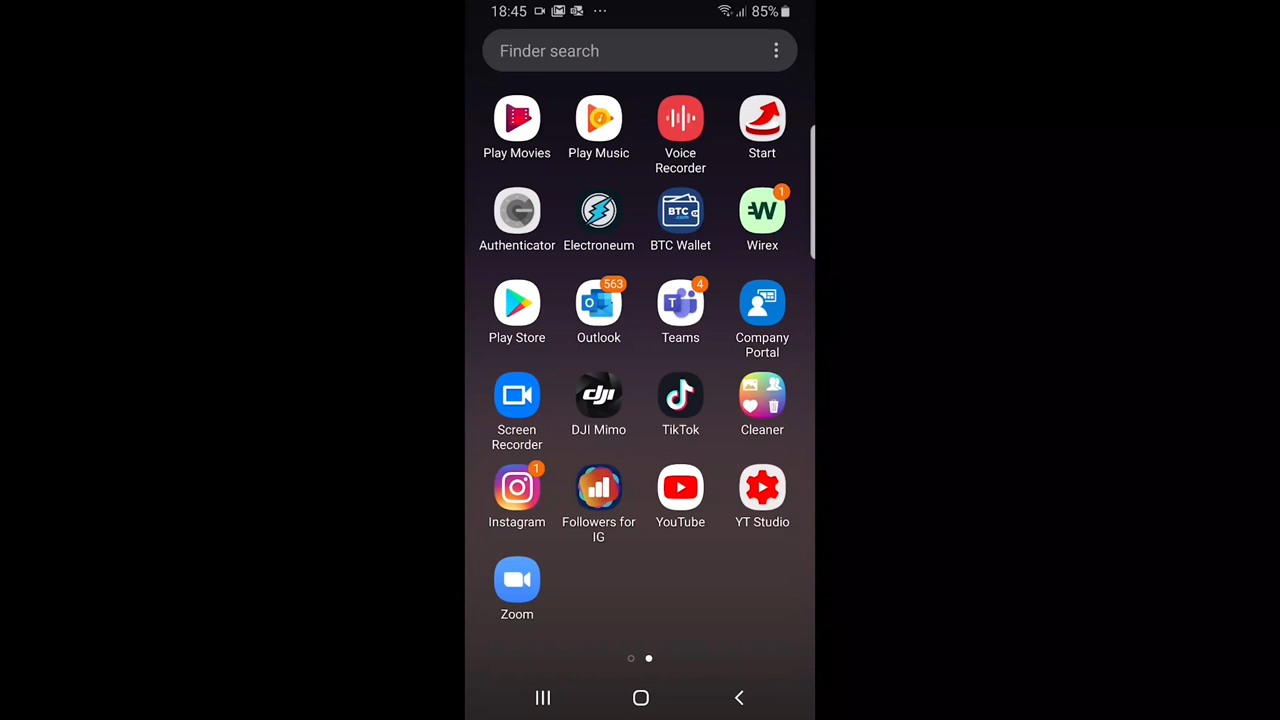 18:45 85%
Finder search
Play Movies
Play Music
Voice
Recorder
Start
Authenticator
Electroneum
BTC
.com
BTC Wallet
W
1
Wirex
Play Store
O
563
Outlook
T
4
Teams
Company
Portal
Screen
Recorder
dji
DJI Mimo
TikTok
Cleaner
1
Instagram
Followers for
IG
YouTube
YT Studio
Zoom